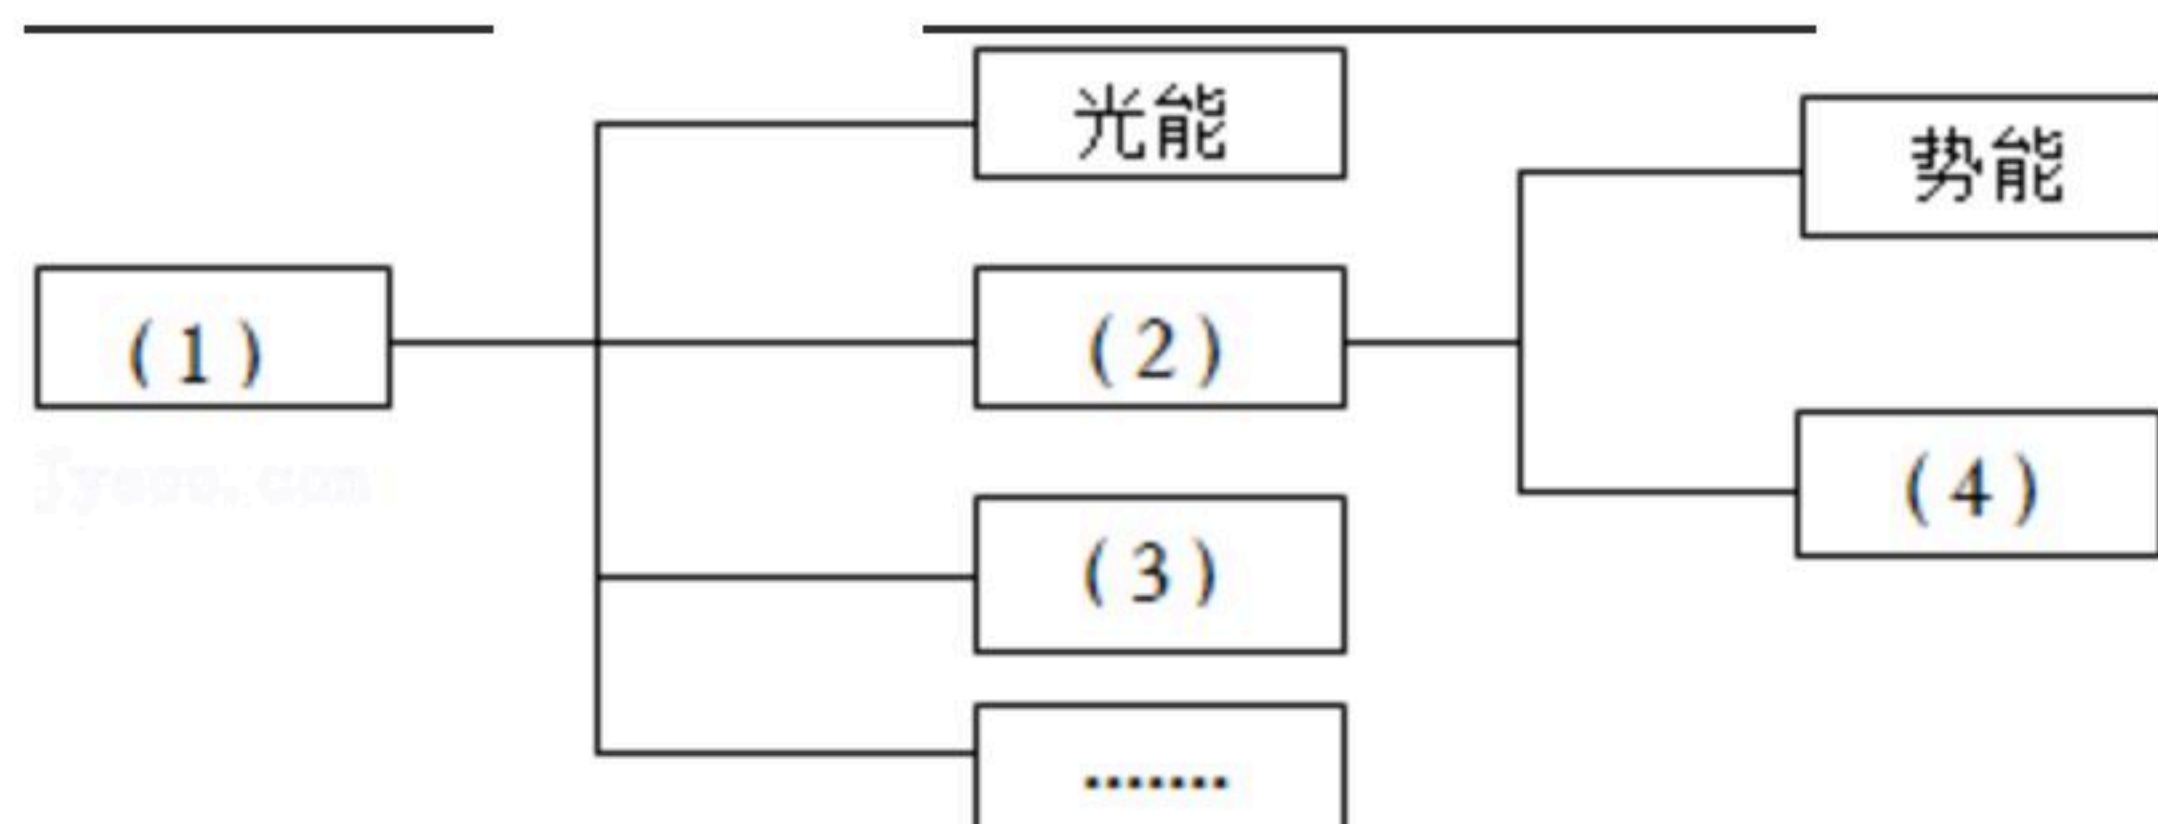 光能
势能
(1)
(2)
(3)
(4)
.......